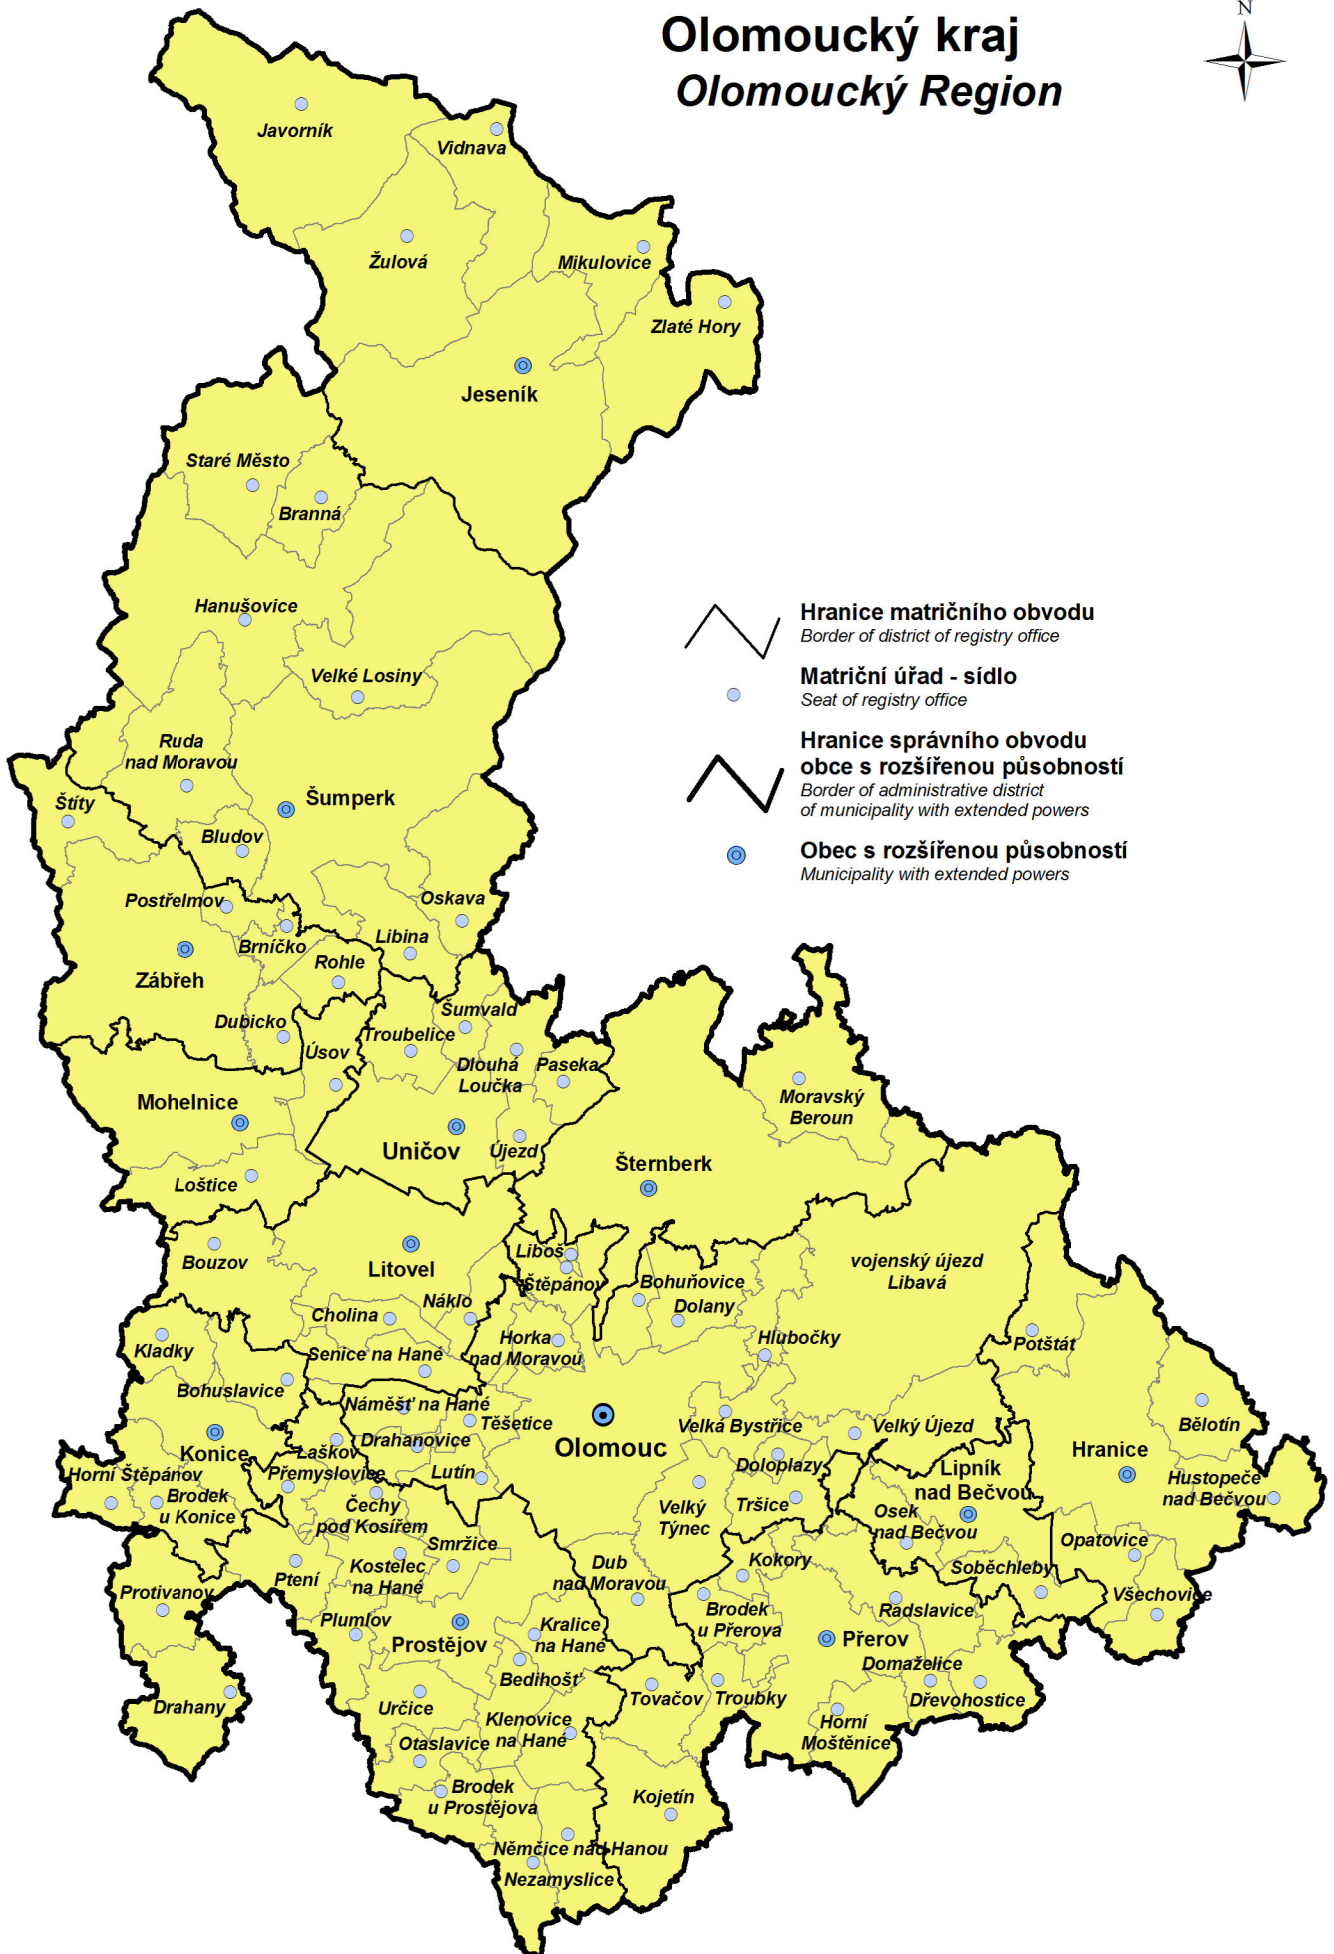 Olomoucký kraj
Olomoucký Region
N
Javorník
Vidnava
Žulová
Mikulovice
Zlaté Hory
Jeseník
Staré Město
Branná
Hanušovice
Velké Losiny
Ruda
nad Moravou
Štíty
Šumperk
Bludov
Postřelmov
Oskava
Brníčko
Libina
Rohle
Zábřeh
Dubicko
Šumvald
Troubelice
Úsov
Dlouhá
Loučka
Paseka
Mohelnice
Uničov
Újezd
Loštice
Moravský
Beroun
Šternberk
Hranice matričního obvodu
Border of district of registry office
Matriční úřad - sídlo
Seat of registry office
Hranice správního obvodu
obce s rozšířenou působností
Border of administrative district
of municipality with extended powers
Obec s rozšířenou působností
Municipality with extended powers
Bouzov
Litovel
Liboš
Štěpánov
Bohuňovice
Dolany
vojenský újezd
Libavá
Cholina
Náklo
Horka
nad Moravou
Hlubočky
Potštát
Kladky
Senice na Hané
Bohuslavice
Náměšť na Hané
Těšetice
Velká Bystřice
Velký Újezd
Bělotín
Konice
Laškov
Drahanovice
Olomouc
Hranice
Horní Štěpánov
Přemyslovice
Lutín
Doloplazy
Lipník
nad Bečvou
Hustopeče
nad Bečvou
Brodek
u Konice
Čechy
pod Kosířem
Velký
Týnec
Tršice
Osek
nad Bečvou
Smržice
Opatovice
Ptení
Kostelec
na Hané
Dub
nad Moravou
Kokory
Soběchleby
Protivanov
Všechovice
Plumlov
Prostějov
Kralice
na Hané
Brodek
u Přerova
Radslavice
Přerov
Domaželice
Bedihošť
Drahany
Určice
Tovačov
Troubky
Dřevohostice
Klenovice
na Hané
Horní
Moštěnice
Otaslavice
Brodek
u Prostějova
Kojetín
Němčice nad Hanou
Nezamyslice